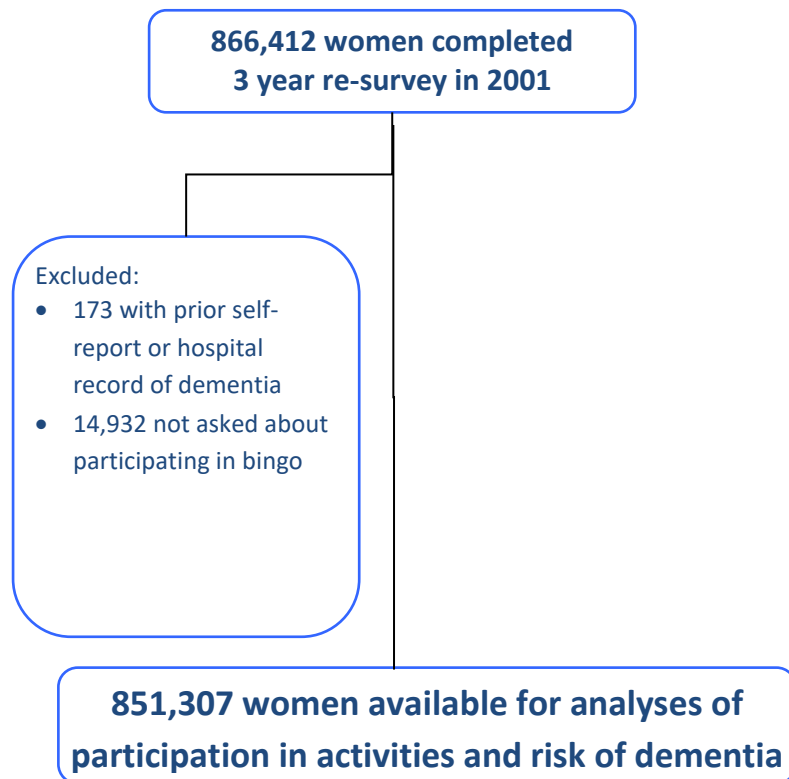 866,412 women completed
3 year re-survey in 2001
Excluded:
• 173 with prior self-
report or hospital
record of dementia
• 14,932 not asked about
participating in bingo
851,307 women available for analyses of
participation in activities and risk of dementia